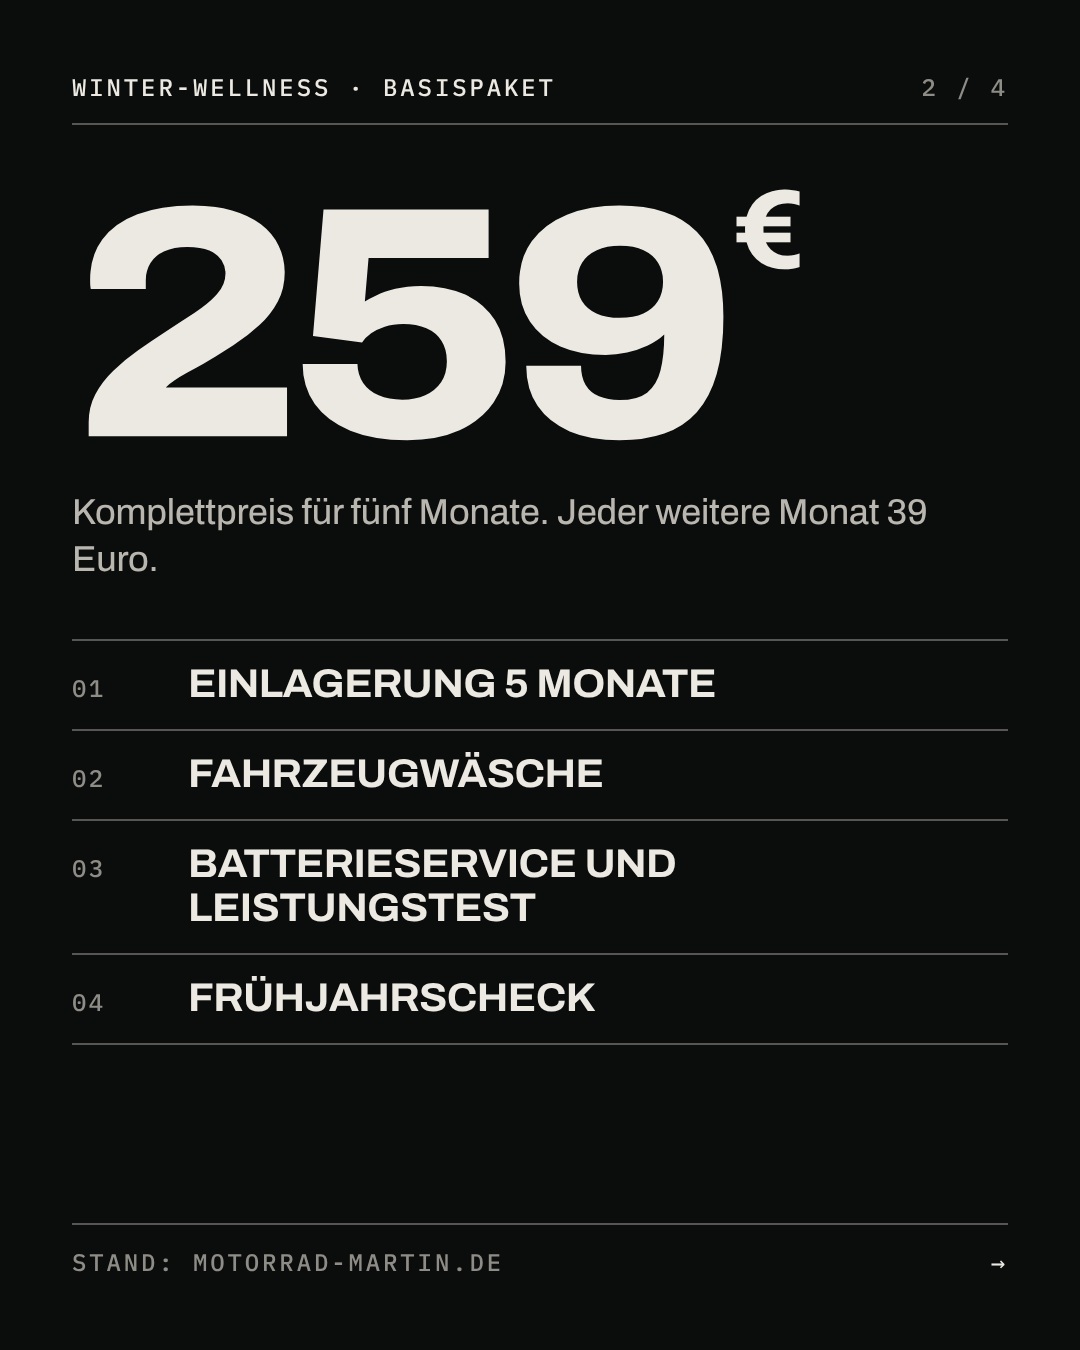 WINTER-WELLNESS · BASISPAKET 2 / 4
259€
Komplettpreis für fünf Monate. Jeder weitere Monat 39
Euro.
01 EINLAGERUNG 5 MONATE
02 FAHRZEUGWÄSCHE
03 BATTERIESERVICE UND
LEISTUNGSTEST
04 FRÜHJAHRSCHECK
STAND: MOTORRAD-MARTIN.DE →